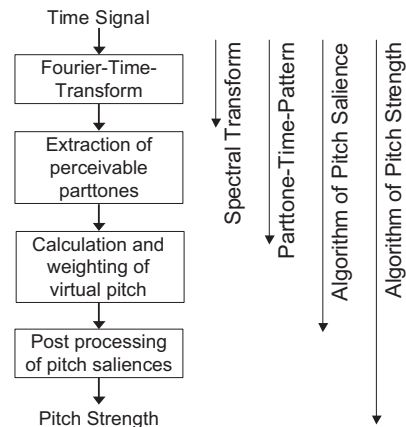 Time Signal
Fourier-Time-
Transform
Extraction of
perceivable
parttones
Calculation and
weighting of
virtual pitch
Post processing
of pitch saliences
Pitch Strength
Spectral Transform
Parttone-Time-Pattern
Algorithm of Pitch Salience
Algorithm of Pitch Strength